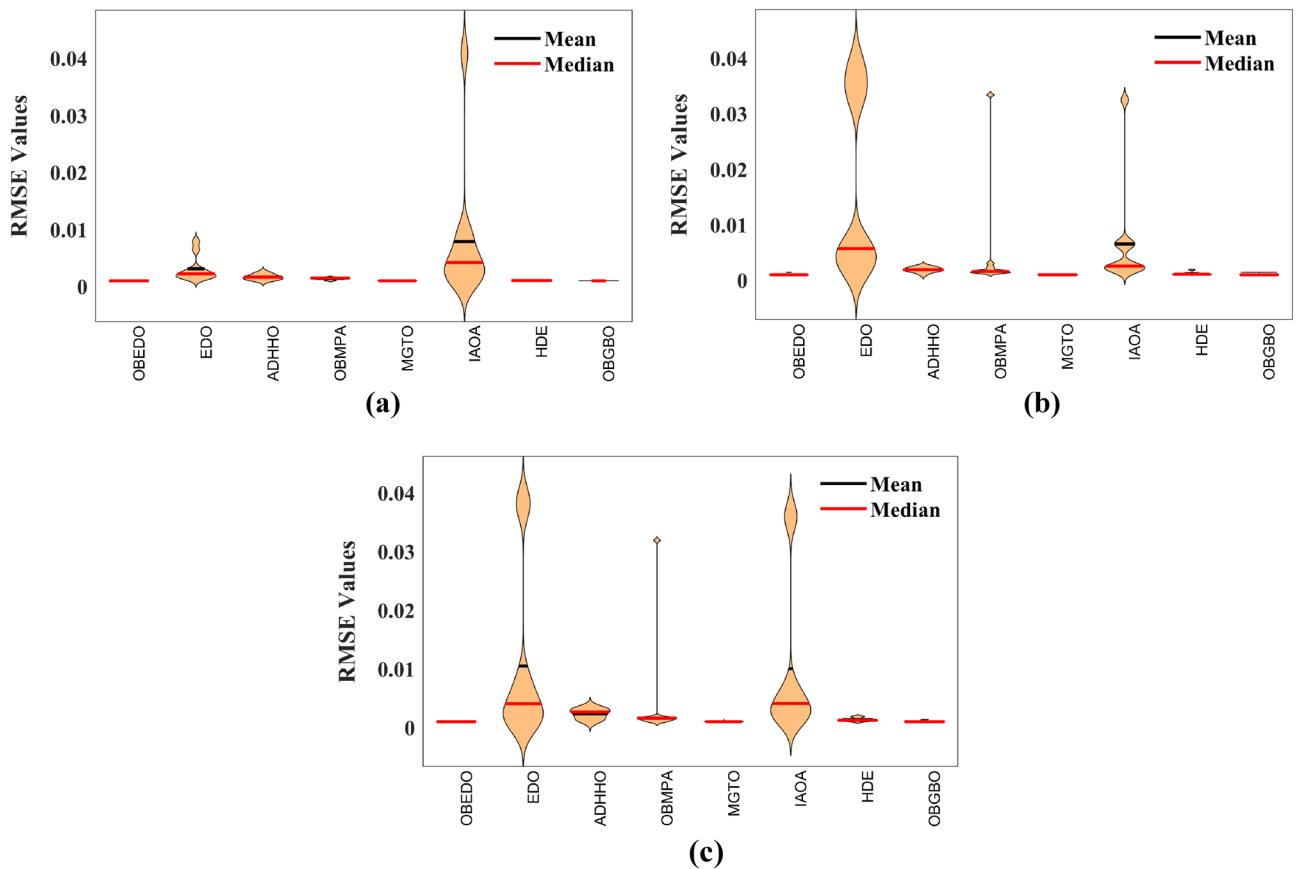 Mean
Median
RMSE Values
0.04
0.03
0.02
0.01
0
OBEDO
EDO
ADHHO
OBMPA
MGTO
IAOA
HDE
OBGBO
(a)
Mean
Median
RMSE Values
0.04
0.03
0.02
0.01
0
OBEDO
EDO
ADHHO
OBMPA
MGTO
IAOA
HDE
OBGBO
(b)
Mean
Median
RMSE Values
0.04
0.03
0.02
0.01
0
OBEDO
EDO
ADHHO
OBMPA
MGTO
IAOA
HDE
OBGBO
(c)